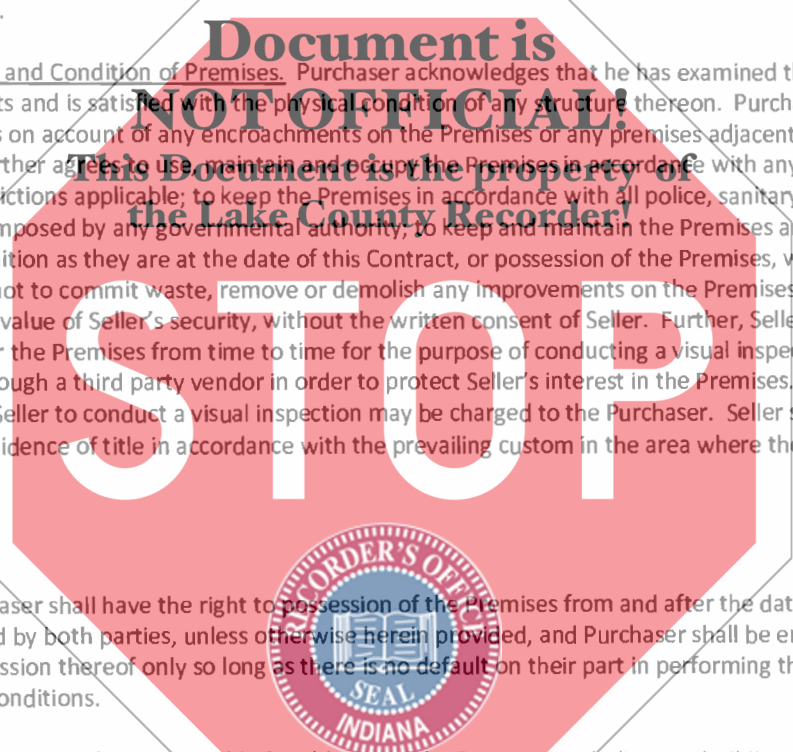 Document is
and Condition of Premises. Purchaser acknowledges that he has examined t
NOT OFFICIAL!
ts and is satisfied with the physical condition of any structure thereon. Purch
s on account of any encroachments on the Premises or any premises adjacent
This Document is the property of
rther agrees to use, maintain and occupy the Premises in accordance with any
ictions applicable; to keep the Premises in accordance with all police, sanitary
the Lake County Recorder!
mposed by any governmental authority; to keep and maintain the Premises a
ition as they are at the date of this Contract, or possession of the Premises, w
not to commit waste, remove or demolish any improvements on the Premises
value of Seller's security, without the written consent of Seller. Further, Selle
r the Premises from time to time for the purpose of conducting a visual inspe
ough a third party vendor in order to protect Seller's interest in the Premises.
Seller to conduct a visual inspection may be charged to the Purchaser. Seller s
idence of title in accordance with the prevailing custom in the area where the
STOP
RECORDER'S OFFIC
aser shall have the right to possession of the Premises from and after the dat
d by both parties, unless otherwise herein provided, and Purchaser shall be en
ssion thereof only so long as there is no default on their part in performing th
onditions.
SEAL
INDIANA